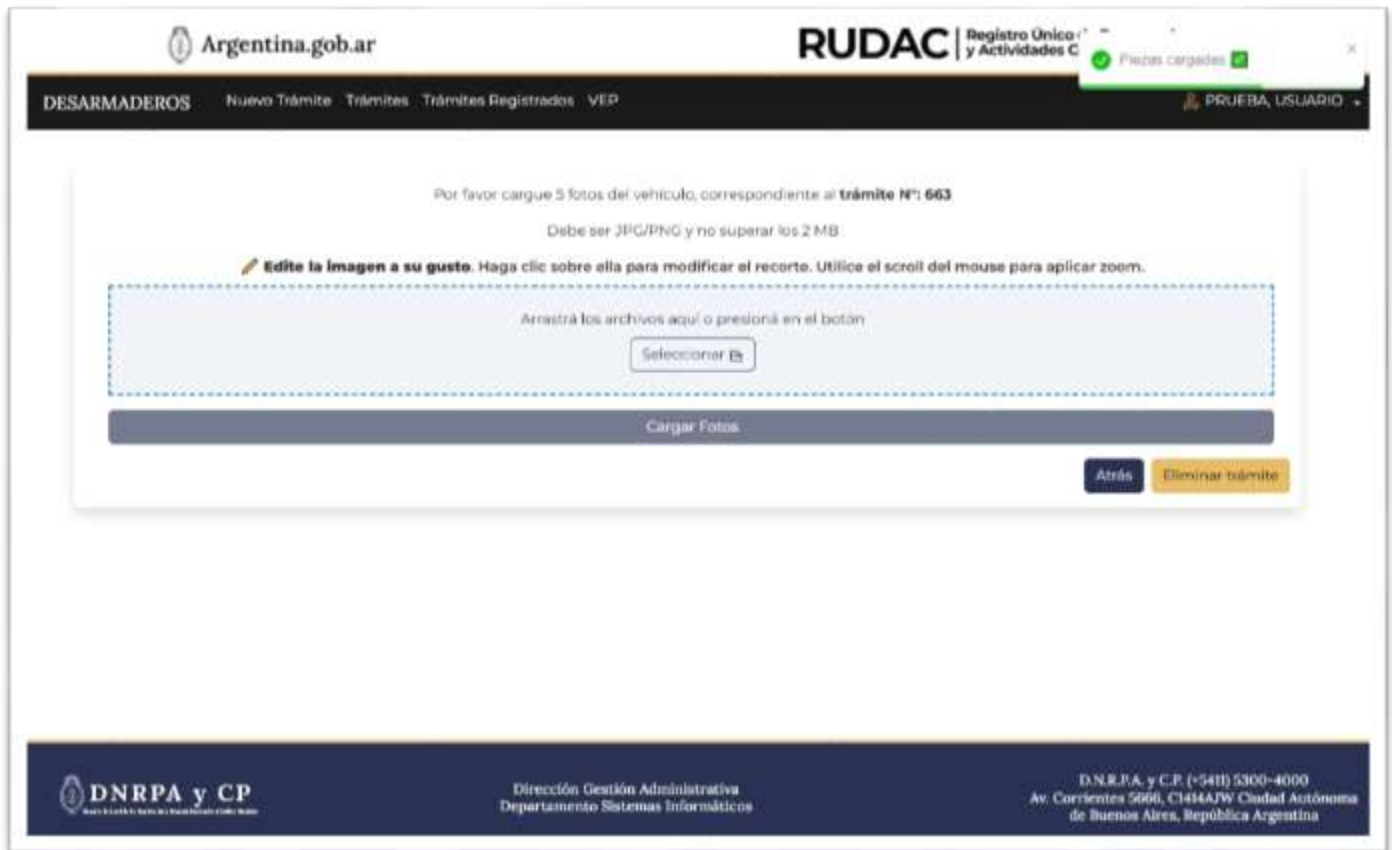 Argentina.gob.ar
RUDAC Registro Único
y Actividades C
Piezas cargadas
DESARMADEROS Nuevo Trámite Trámites Trámites Registrados VEP PRUEBA, USUARIO
Por favor cargue 5 fotos del vehículo, correspondiente al trámite N°: 663
Debe ser JPG/PNG y no superar los 2 MB
Edite la imagen a su gusto. Haga clic sobre ella para modificar el recorte. Utilice el scroll del mouse para aplicar zoom.
Arrastrá los archivos aquí o presioná en el botón
Seleccionar
Cargar Fotos
Atrás Eliminar trámite
DNRPA y CP
Dirección Gestión Administrativa
Departamento Sistemas Informáticos
D.N.R.P.A. y C.P. (+5411) 5300-4000
Av. Corrientes 5666, C1414AJW Ciudad Autónoma
de Buenos Aires, República Argentina